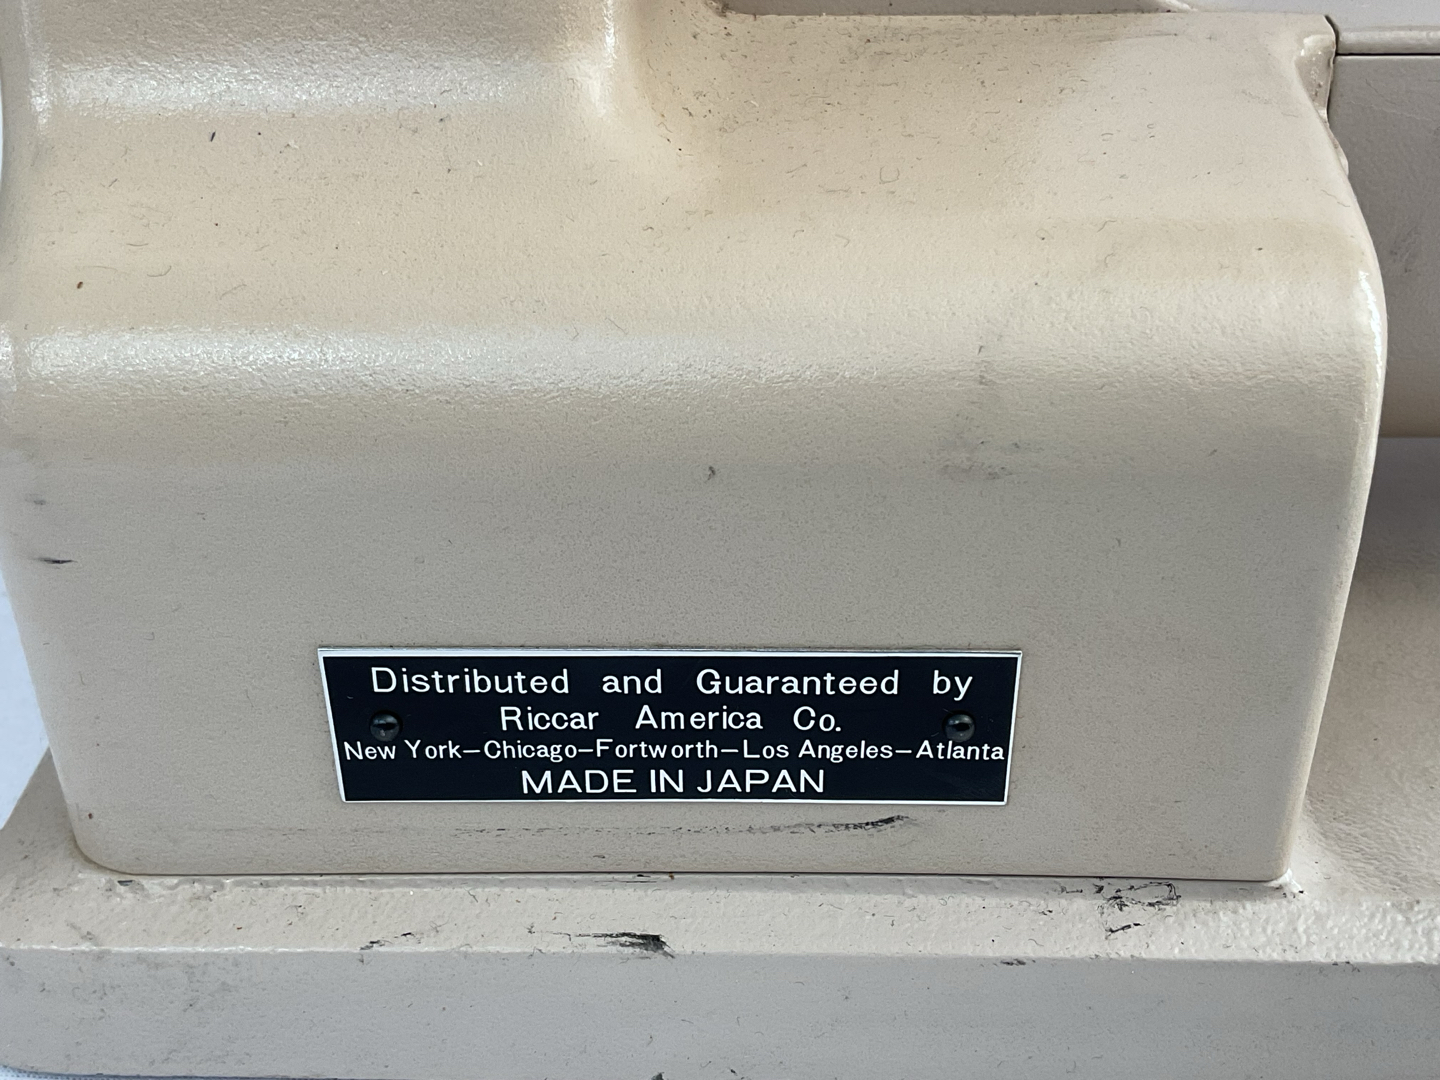 Distributed and Guaranteed by
Riccar America Co.
New York–Chicago–Fortworth–Los Angeles–Atlanta
MADE IN JAPAN